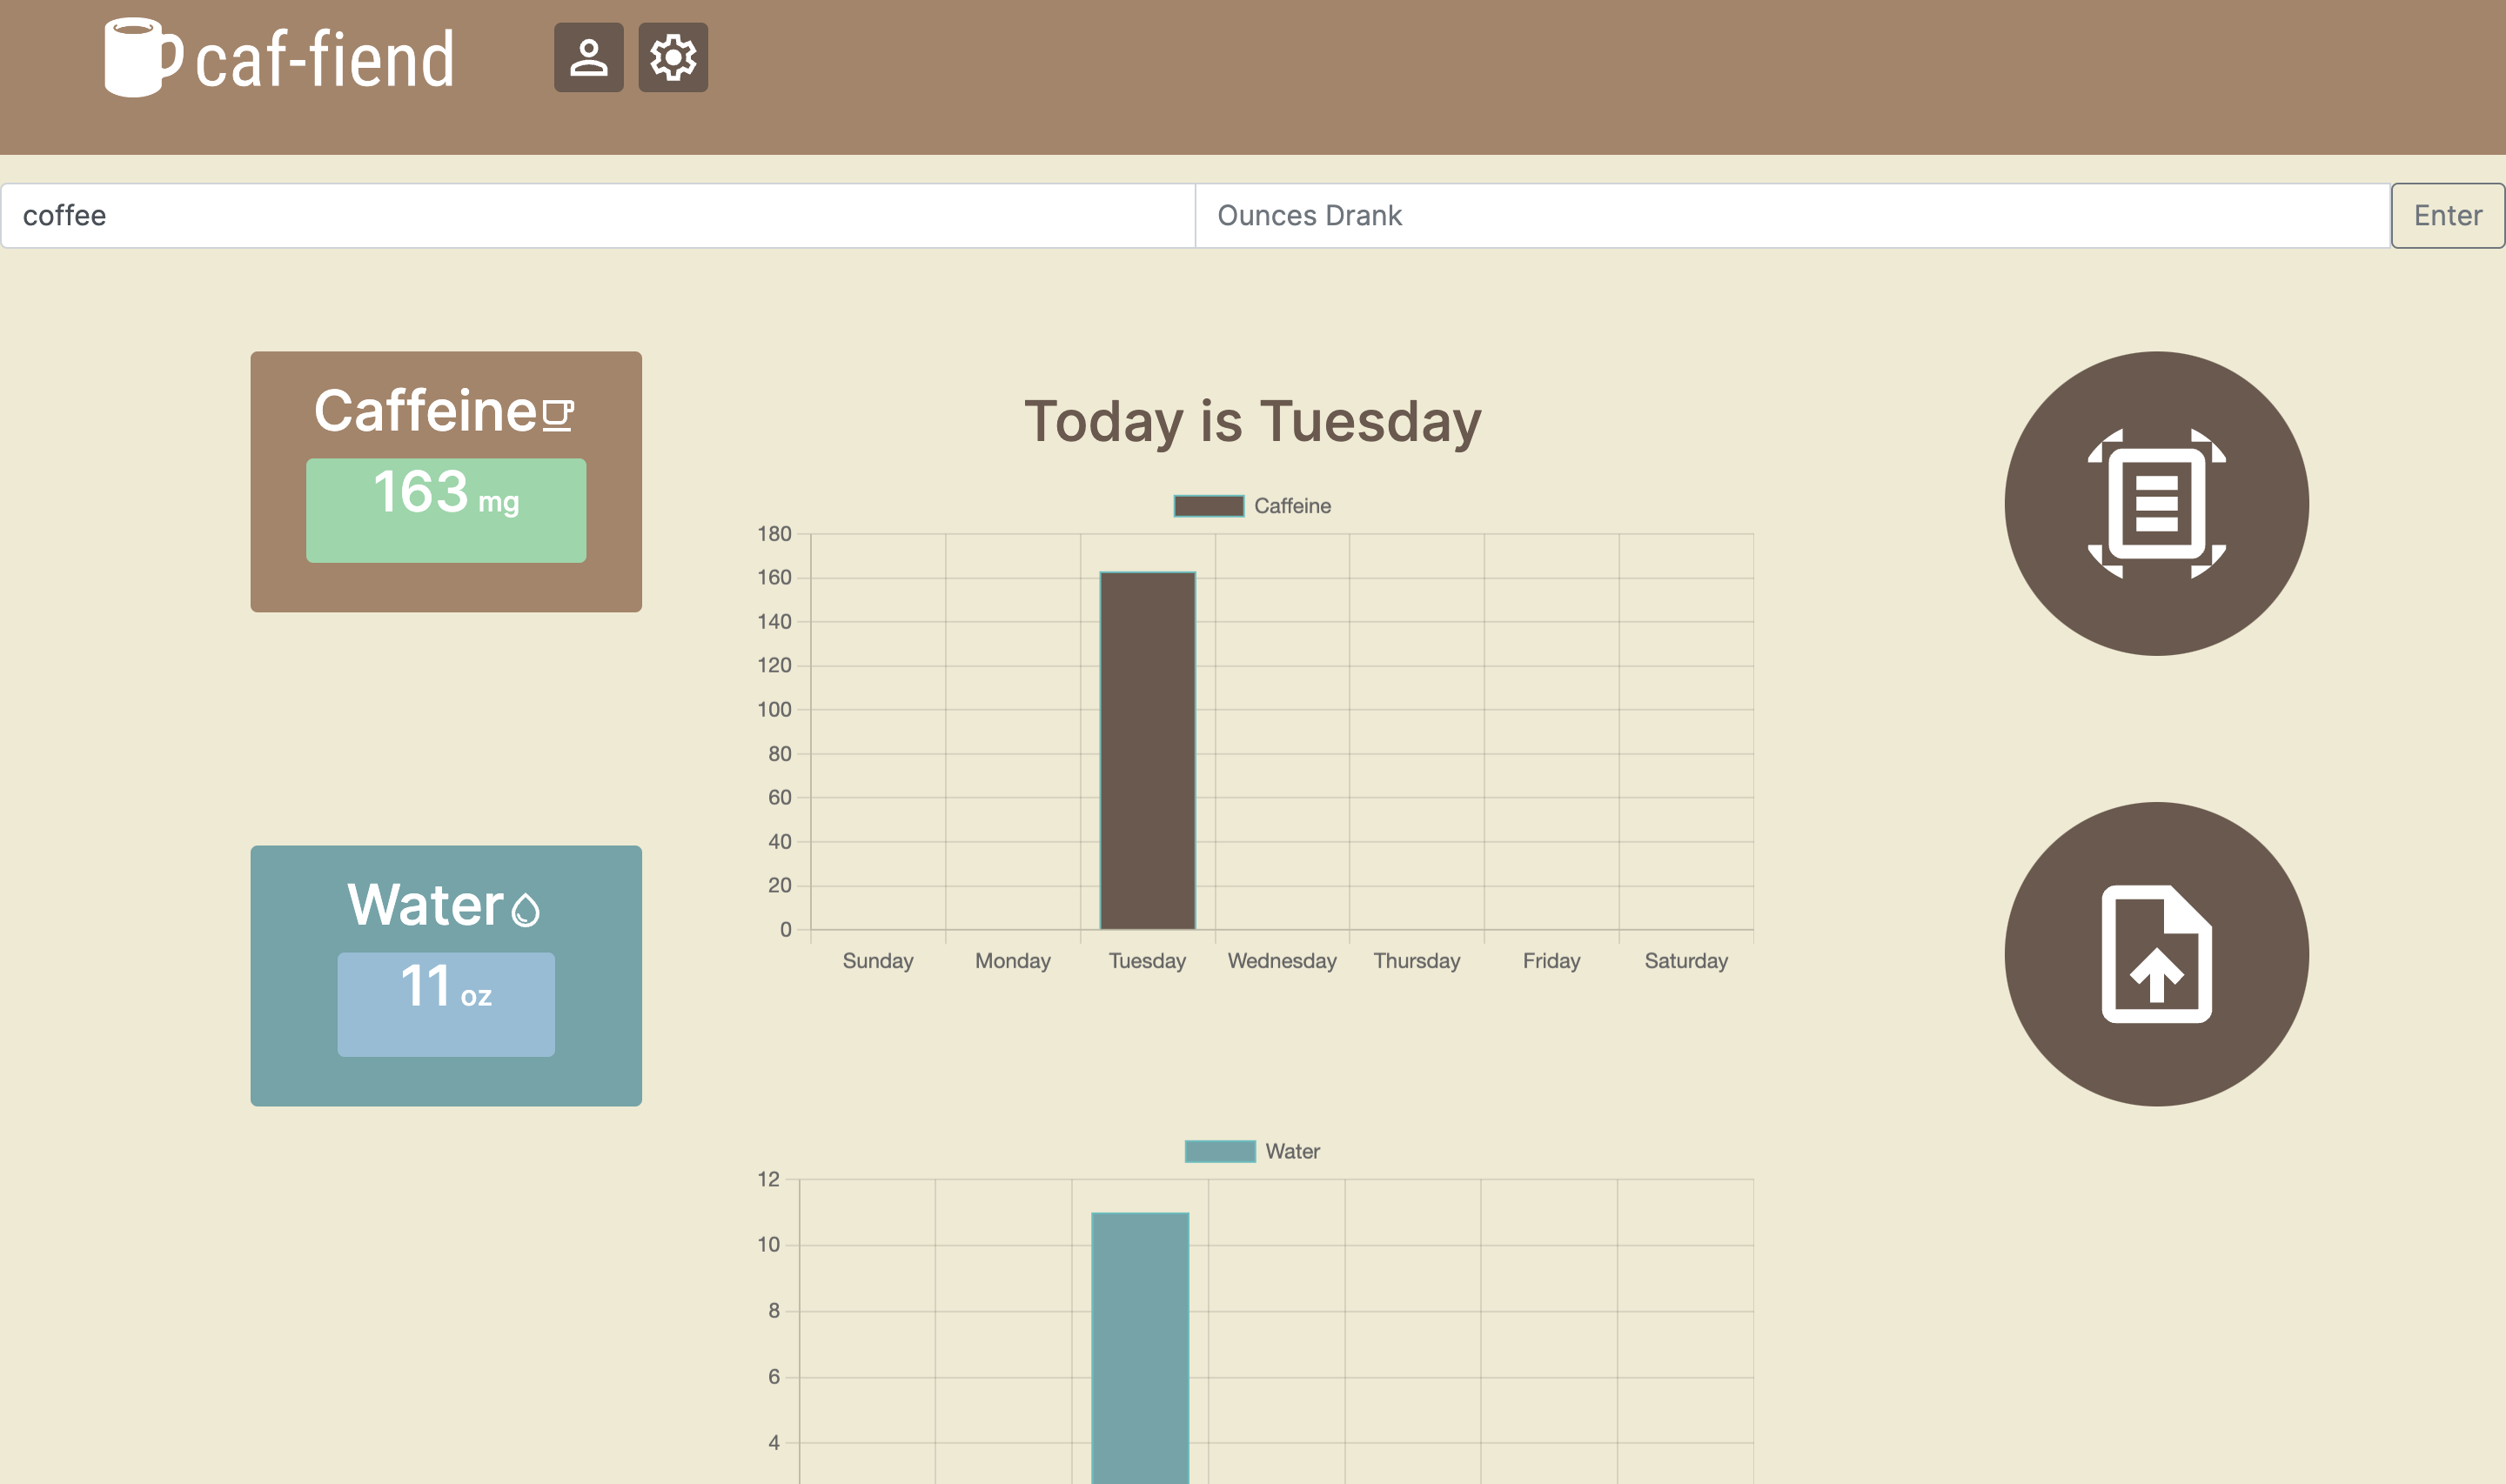 caf-fiend
coffee
Ounces Drank
Enter
Caffeine
163 mg
Water
11 oz
Today is Tuesday
Caffeine
180
160
140
120
100
80
60
40
20
0
Sunday Monday Tuesday Wednesday Thursday Friday Saturday
Water
12
10
8
6
4